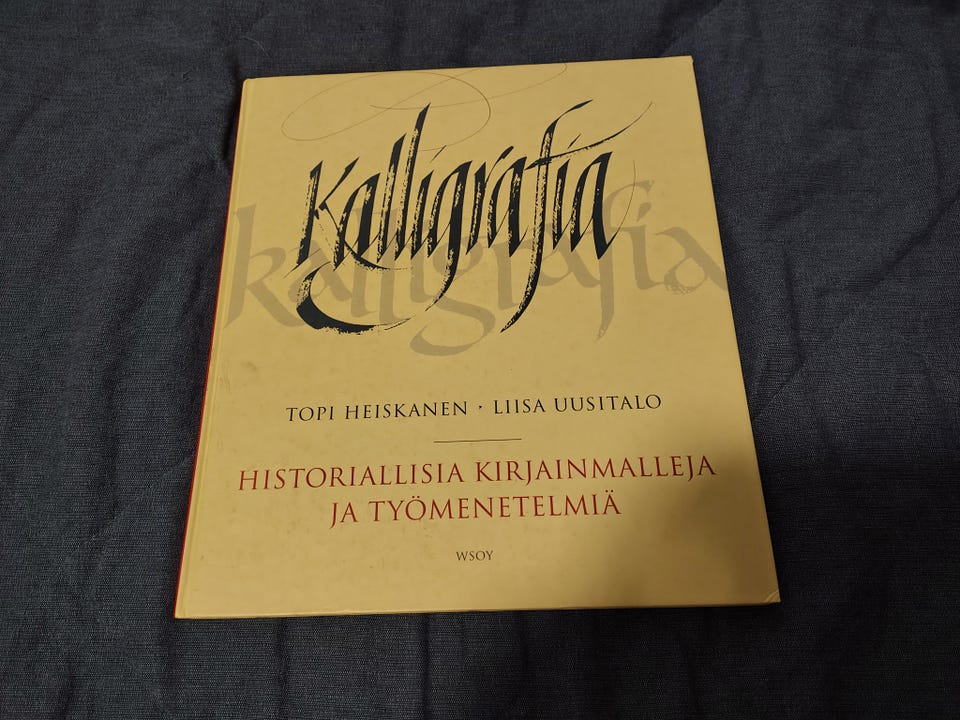 Kalligrafia
kalligrafia
TOPI HEISKANEN · LIISA UUSITALO
HISTORIALLISIA KIRJAINMALLEJA
JA TYÖMENETELMIÄ
WSOY